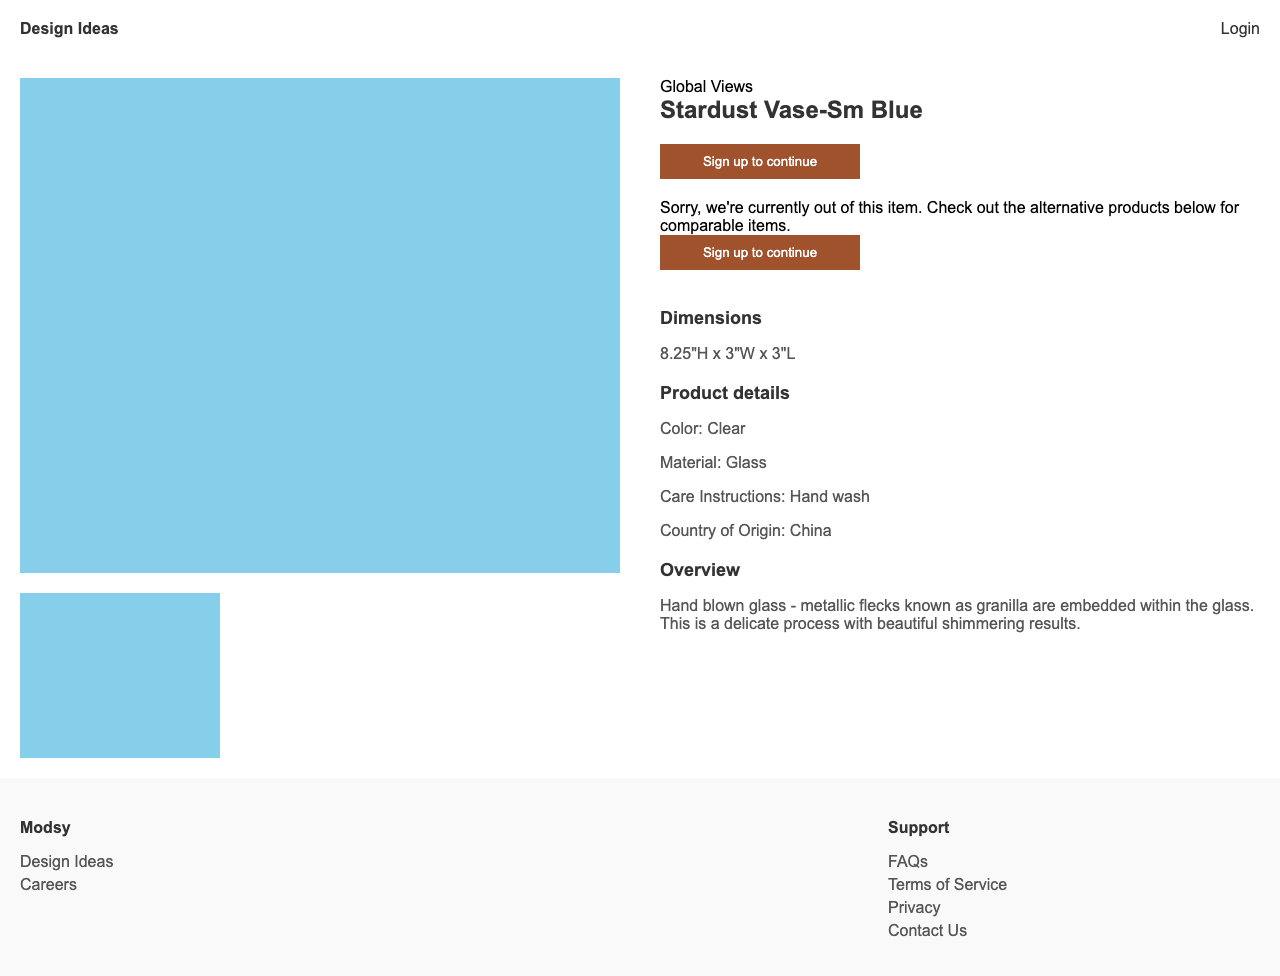 Design Ideas
Login
Global Views
Stardust Vase-Sm Blue
Sign up to continue
Sorry, we're currently out of this item. Check out the alternative products below for
comparable items.
Sign up to continue
Dimensions
8.25"H x 3"W x 3"L
Product details
Color: Clear
Material: Glass
Care Instructions: Hand wash
Country of Origin: China
Overview
Hand blown glass - metallic flecks known as granilla are embedded within the glass.
This is a delicate process with beautiful shimmering results.
Modsy
Design Ideas
Careers
Support
FAQs
Terms of Service
Privacy
Contact Us